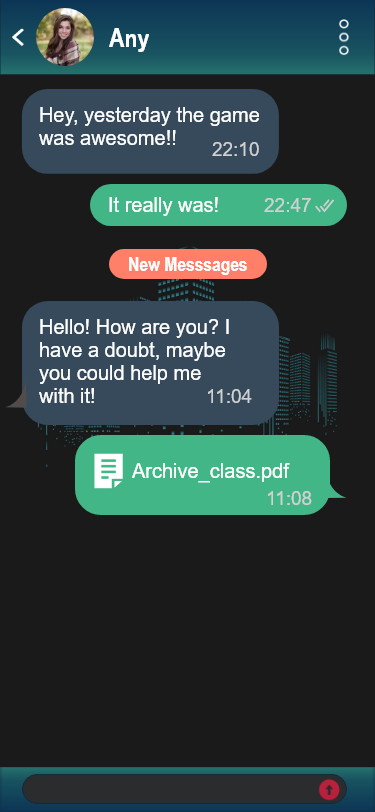 Any
Hey, yesterday the game
was awesome!!
22:10
It really was! 22:47
New Messsages
Hello! How are you? I
have a doubt, maybe
you could help me
with it! 11:04
Archive_class.pdf
11:08